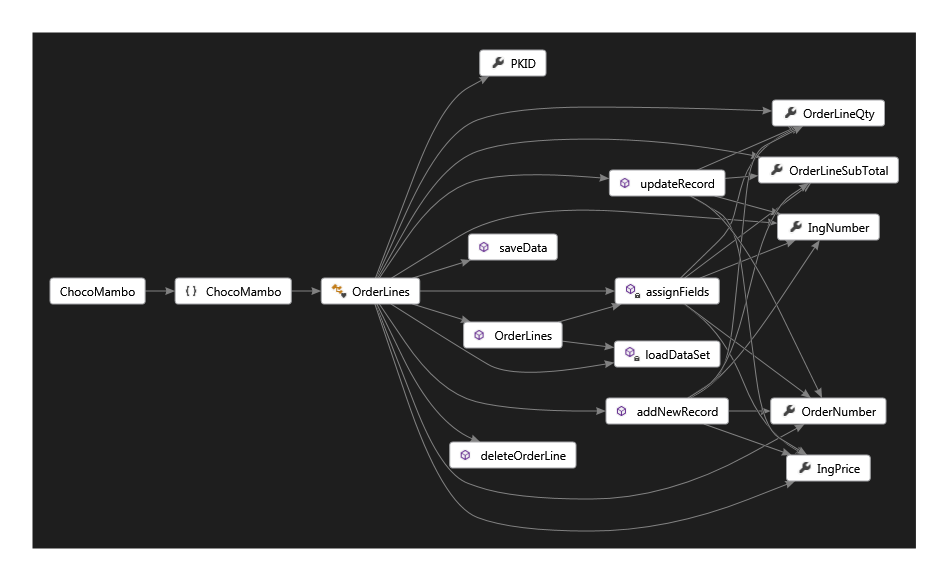 PKID
OrderLineQty
OrderLineSubTotal
updateRecord
IngNumber
saveData
ChocoMambo
{ } ChocoMambo
OrderLines
assignFields
OrderLines
loadDataSet
addNewRecord
OrderNumber
deleteOrderLine
IngPrice